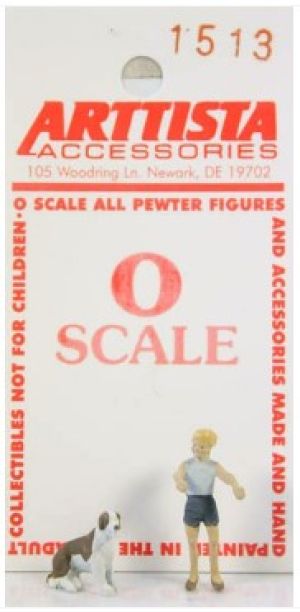 1513
ARTTISTA
ACCESSORIES
105 Woodring Ln. Newark, DE 19702
O SCALE ALL PEWTER FIGURES
AND ACCESSORIES MADE AND HAND
PAINTED IN THE
ADULT
COLLECTIBLES NOT FOR CHILDREN •
O
SCALE